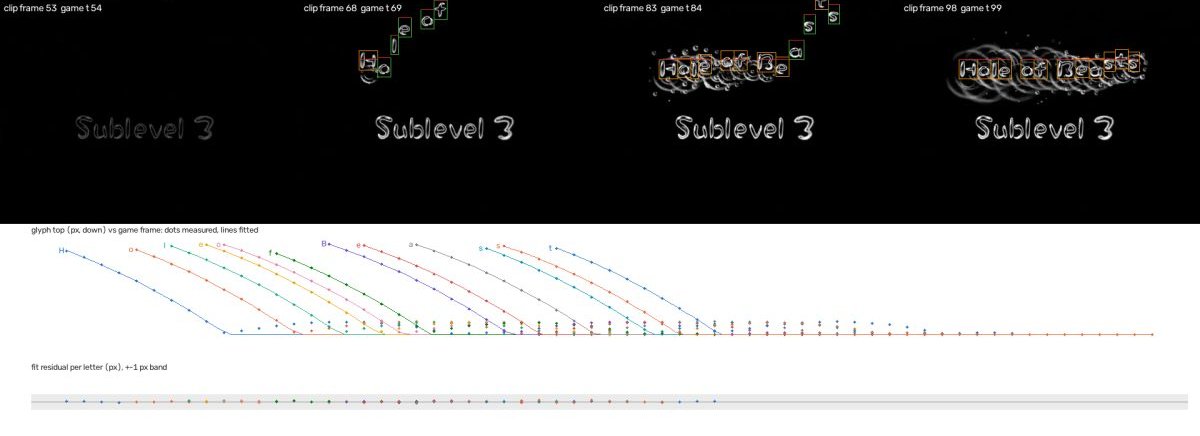 clip frame 53 game t 54
clip frame 68 game t 69
clip frame 83 game t 84
clip frame 98 game t 99
H o l e o f
Hole of B e a s t s
Hole of Beasts
Sublevel 3
Sublevel 3
Sublevel 3
Sublevel 3
glyph top (px, down) vs game frame: dots measured, lines fitted
H o l e o f B e a s s t
fit residual per letter (px), +-1 px band